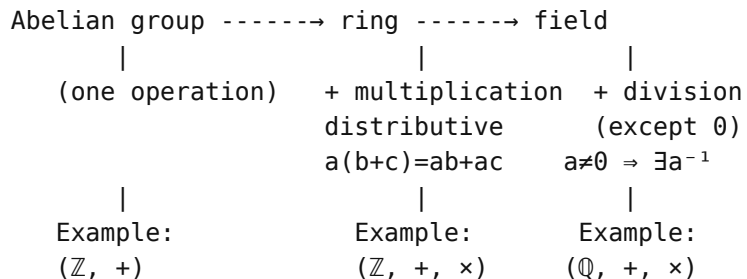 Abelian group ------→ ring ------→ field
| | |
(one operation) + multiplication + division
distributive (except 0)
a(b+c)=ab+ac a≠0 ⇒ ∃a⁻¹
| | |
Example: Example: Example:
(ℤ, +) (ℤ, +, ×) (ℚ, +, ×)